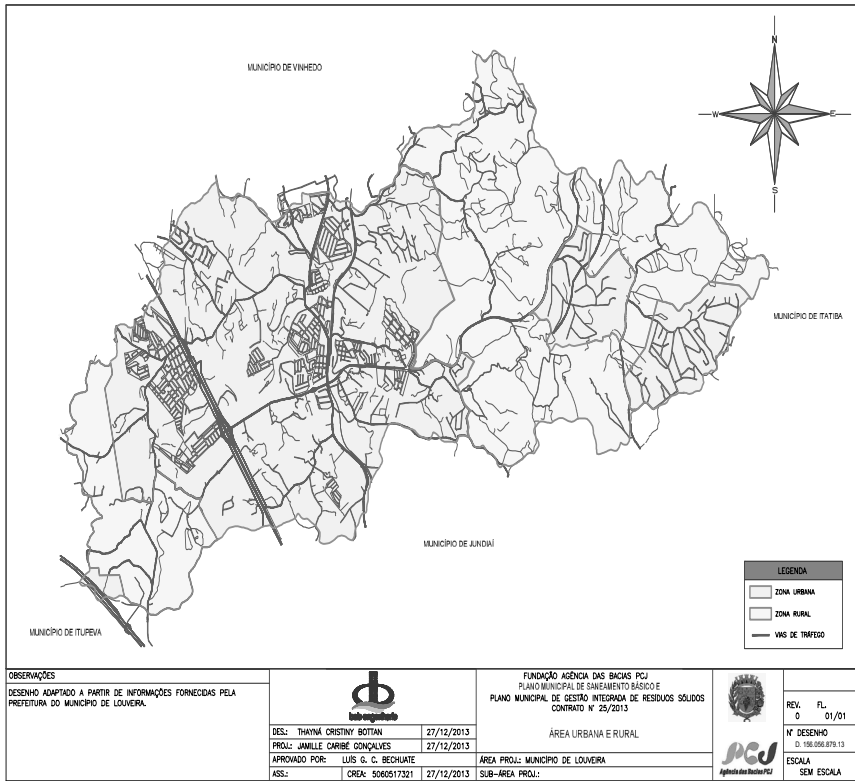 MUNICÍPIO DE VINHEDO
N
W
E
S
MUNICÍPIO DE ITATIBA
MUNICÍPIO DE JUNDIAÍ
MUNICÍPIO DE ITUPEVA
LEGENDA
ZONA URBANA
ZONA RURAL
VIAS DE TRÁFEGO
OBSERVAÇÕES
DESENHO ADAPTADO A PARTIR DE INFORMAÇÕES FORNECIDAS PELA
PREFEITURA DO MUNICÍPIO DE LOUVEIRA.
DES.: THAYNÁ CRISTINY BOTTAN 27/12/2013
PROJ.: JAMILLE CARIBÉ GONÇALVES 27/12/2013
APROVADO POR: LUÍS G. C. BECHUATE
ASS.: CREA: 5060517321 27/12/2013
FUNDAÇÃO AGÊNCIA DAS BACIAS PCJ
PLANO MUNICIPAL DE SANEAMENTO BÁSICO E
PLANO MUNICIPAL DE GESTÃO INTEGRADA DE RESÍDUOS SÓLIDOS
CONTRATO N° 25/2013
ÁREA URBANA E RURAL
ÁREA PROJ.: MUNICÍPIO DE LOUVEIRA
SUB-ÁREA PROJ.:
PCJ
Agência das Bacias PCJ
REV. FL.
0 01/01
N° DESENHO
D. 156.056.879.13
ESCALA
SEM ESCALA